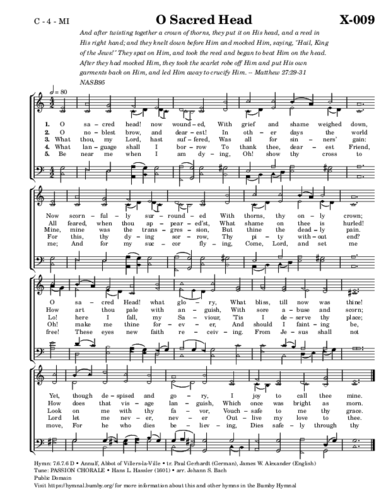 C - 4 - MI
O Sacred Head
X-009
And after twisting together a crown of thorns, they put it on His head, and a reed in
His right hand; and they knelt down before Him and mocked Him, saying, "Hail, King
of the Jews!" They spat on Him, and took the reed and began to beat Him on the head.
After they had mocked Him, they took the scarlet robe off Him and put His own
garments back on Him, and led Him away to crucify Him. -- Matthew 27:29-31
NASB95
♩ = 80
1. O sa - cred head! now wound - ed, With grief and shame weighed down,
2. O no - blest brow, and dear - est! In oth - er days the world
3. What thou, my Lord, hast suf - fered, Was all for sin - ners' gain:
4. What lan - guage shall I bor - row To thank thee, dear - est Friend,
5. Be near me when I am dy - ing, Oh! show thy cross to
Now scorn - ful - ly sur - round - ed With thorns, thy on - ly crown;
All feared, when thou ap - pear - ed'st, What shame on thee is hurled!
Mine, mine was the trans - gres - sion, But thine the dead - ly pain.
For this, thy dy - ing sor - row, Thy pi - ty with - out end?
me; And for my suc - cor fly - ing, Come, Lord, and set me
O sa - cred Head! what glo - ry, What bliss, till now was thine!
How art thou pale with an - guish, With sore a - buse and scorn;
Lo! here I fall, my Sa - viour, 'Tis I de - serve thy place;
Oh! make me thine for - ev - er, And should I faint - ing be,
free! These eyes new faith re - ceiv - ing, From Je - sus shall not
Yet, though de - spised and go - ry, I joy to call thee mine.
How does that vis - age lan - guish, Which once was bright as morn.
Look on me with thy fa - vor, Vouch - safe to me thy grace.
Lord let me nev - er, nev - er Out - live my love to thee.
move, For he who dies be - liev - ing, Dies safe - ly through thy
Hymn: 7.6.7.6 D • Arnulf, Abbot of Villers-la-Ville • tr. Paul Gerhardt (German), James W. Alexander (English)
Tune: PASSION CHORALE • Hans L. Hassler (1601) • arr. Johann S. Bach
Public Domain
Visit https://hymnal.bumby.org/ for more information about this and other hymns in the Bumby Hymnal